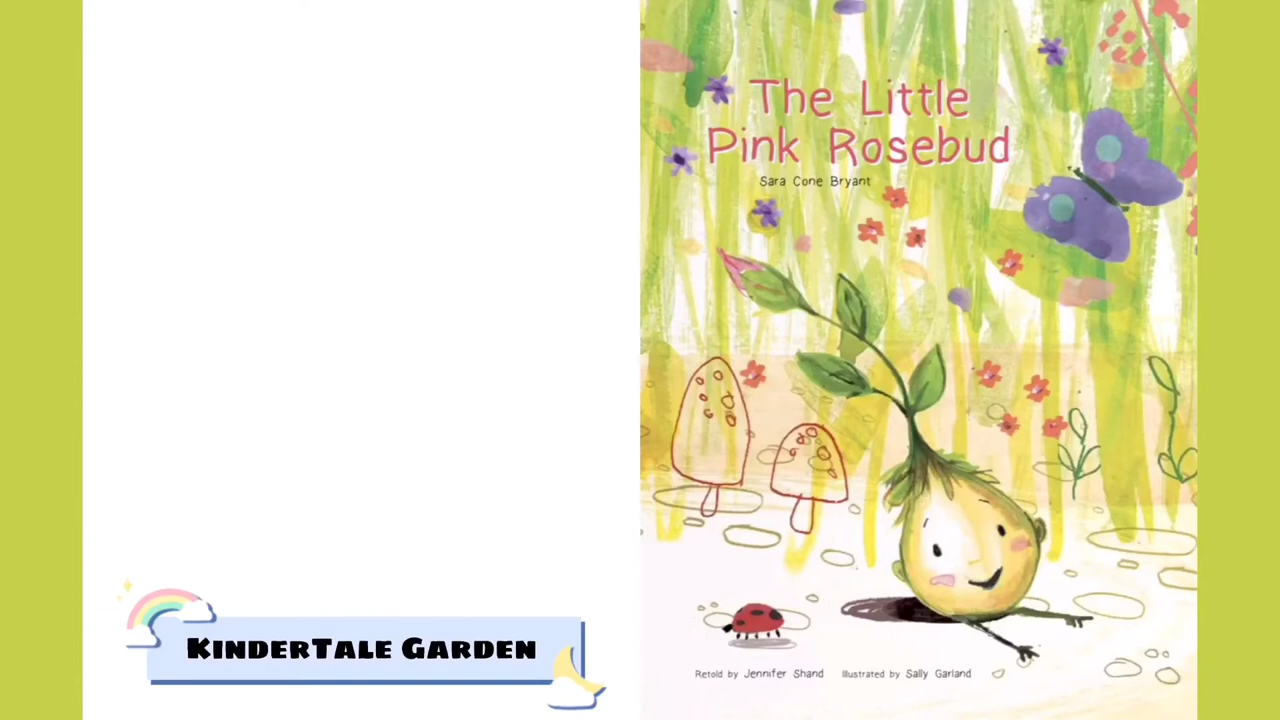 The Little
Pink Rosebud
Sara Cone Bryant
Retold by Jennifer Shand Illustrated by Sally Garland
KINDERTALE GARDEN